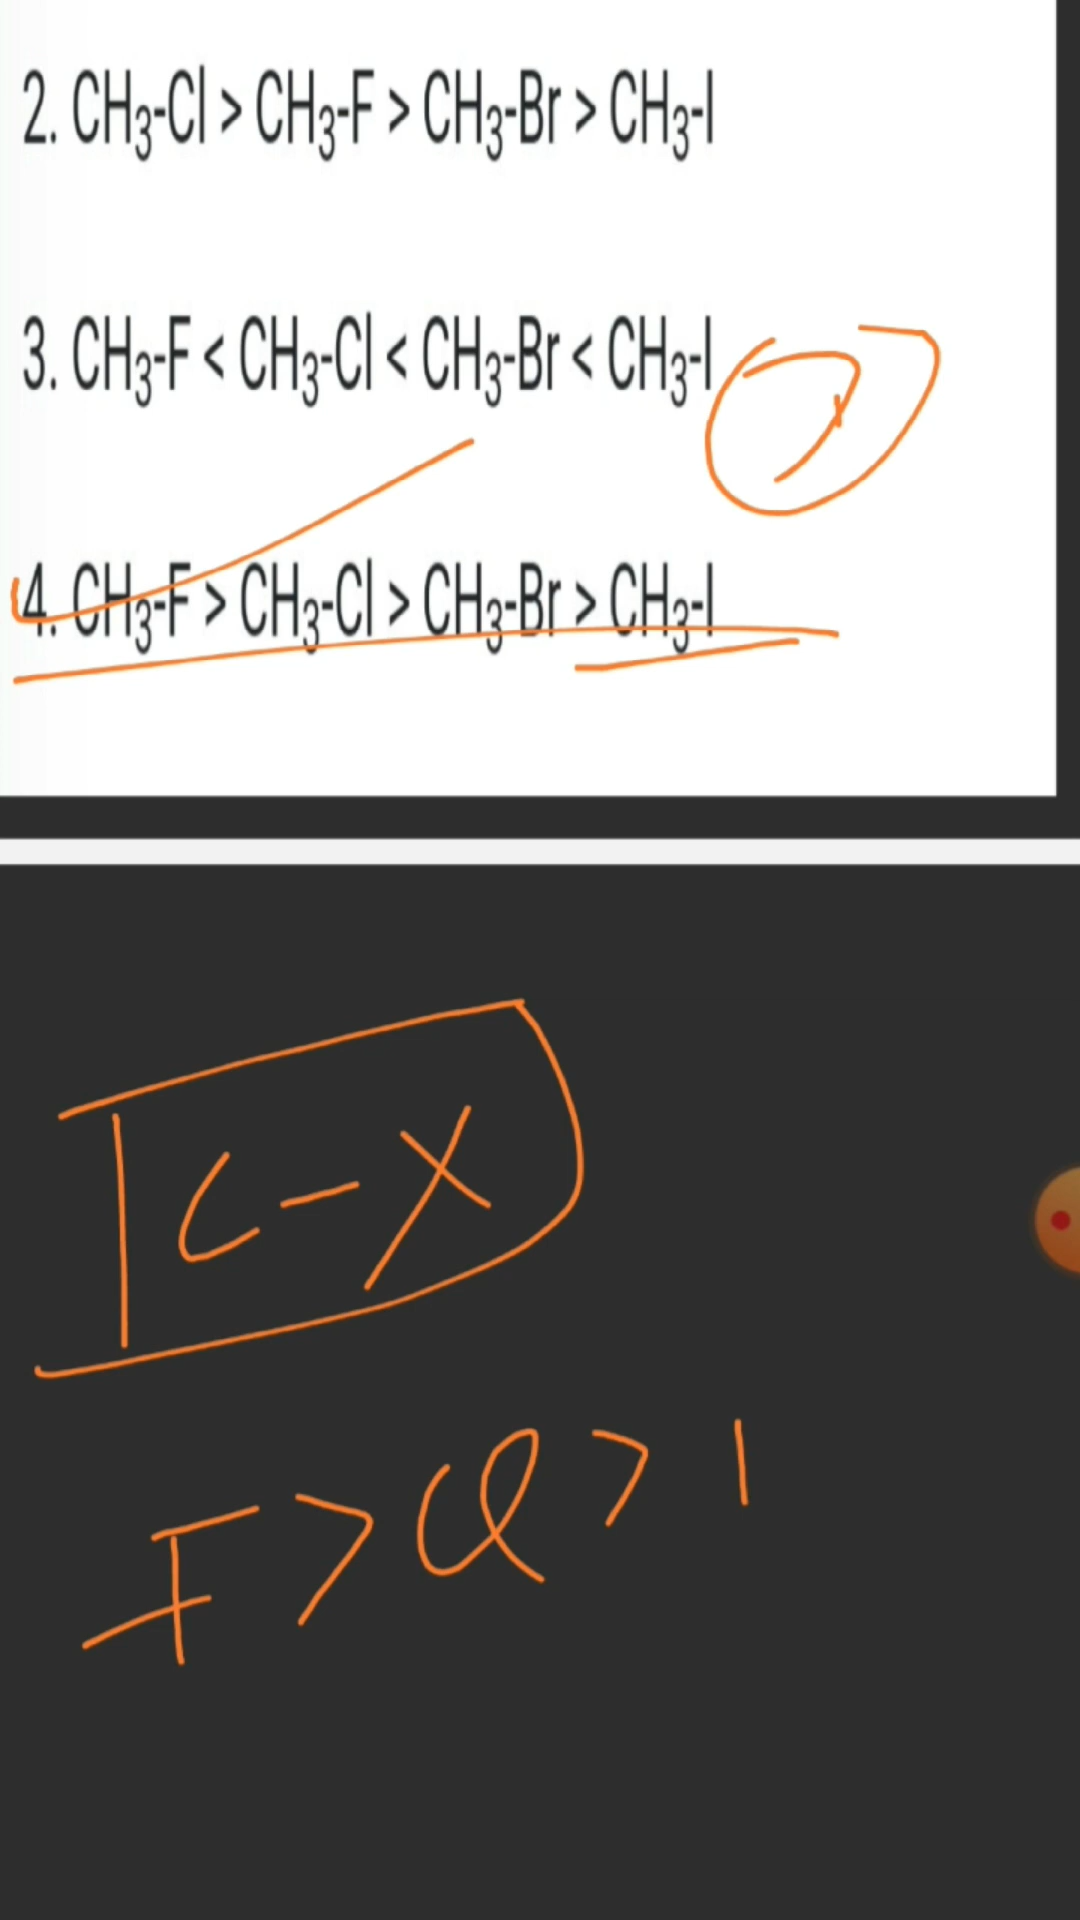 2. CH₃-Cl > CH₃-F > CH₃-Br > CH₃-I
3. CH₃-F < CH₃-Cl < CH₃-Br < CH₃-I
4. CH₃-F > CH₃-Cl > CH₃-Br > CH₃-I
C-X
F > Cl > I